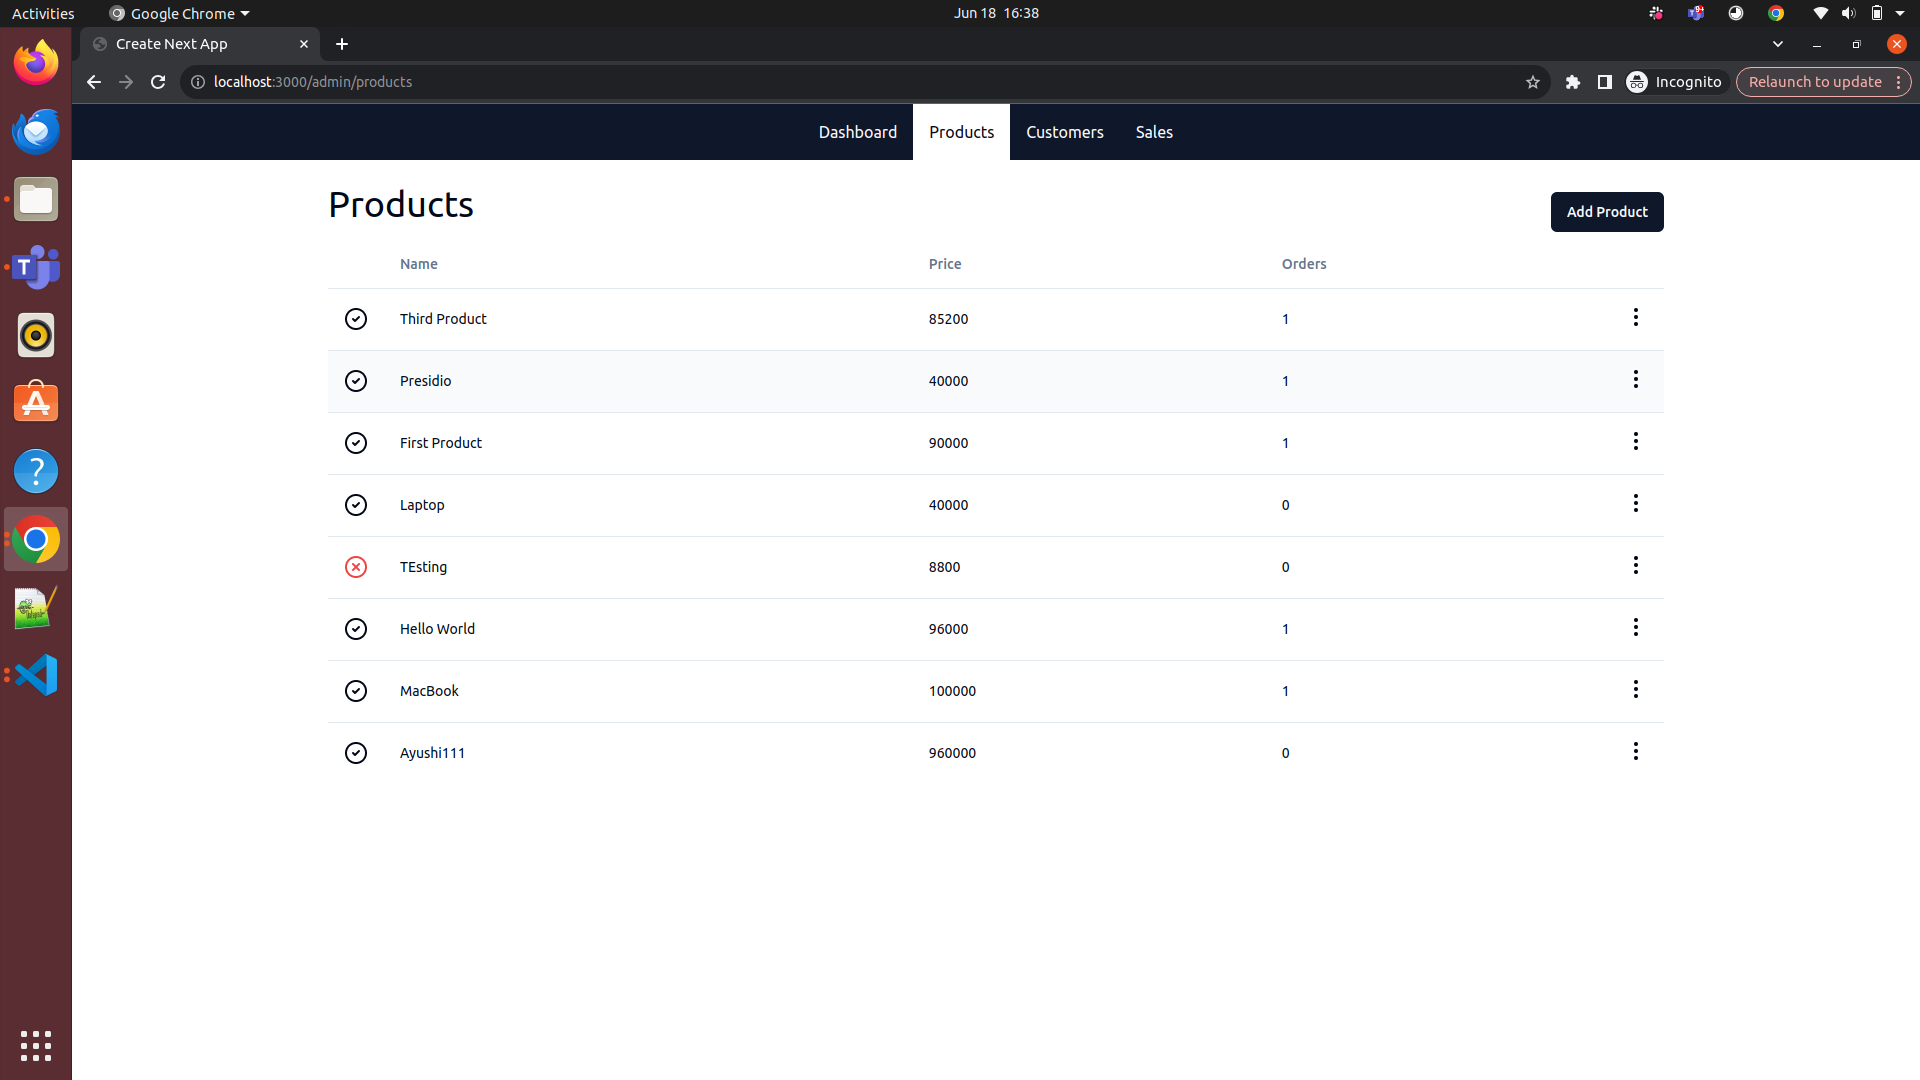 Activities Google Chrome Jun 18 16:38
Create Next App
localhost:3000/admin/products Incognito Relaunch to update
Dashboard Products Customers Sales
Products Add Product
Name Price Orders
Third Product 85200 1
Presidio 40000 1
First Product 90000 1
Laptop 40000 0
TEsting 8800 0
Hello World 96000 1
MacBook 100000 1
Ayushi111 960000 0